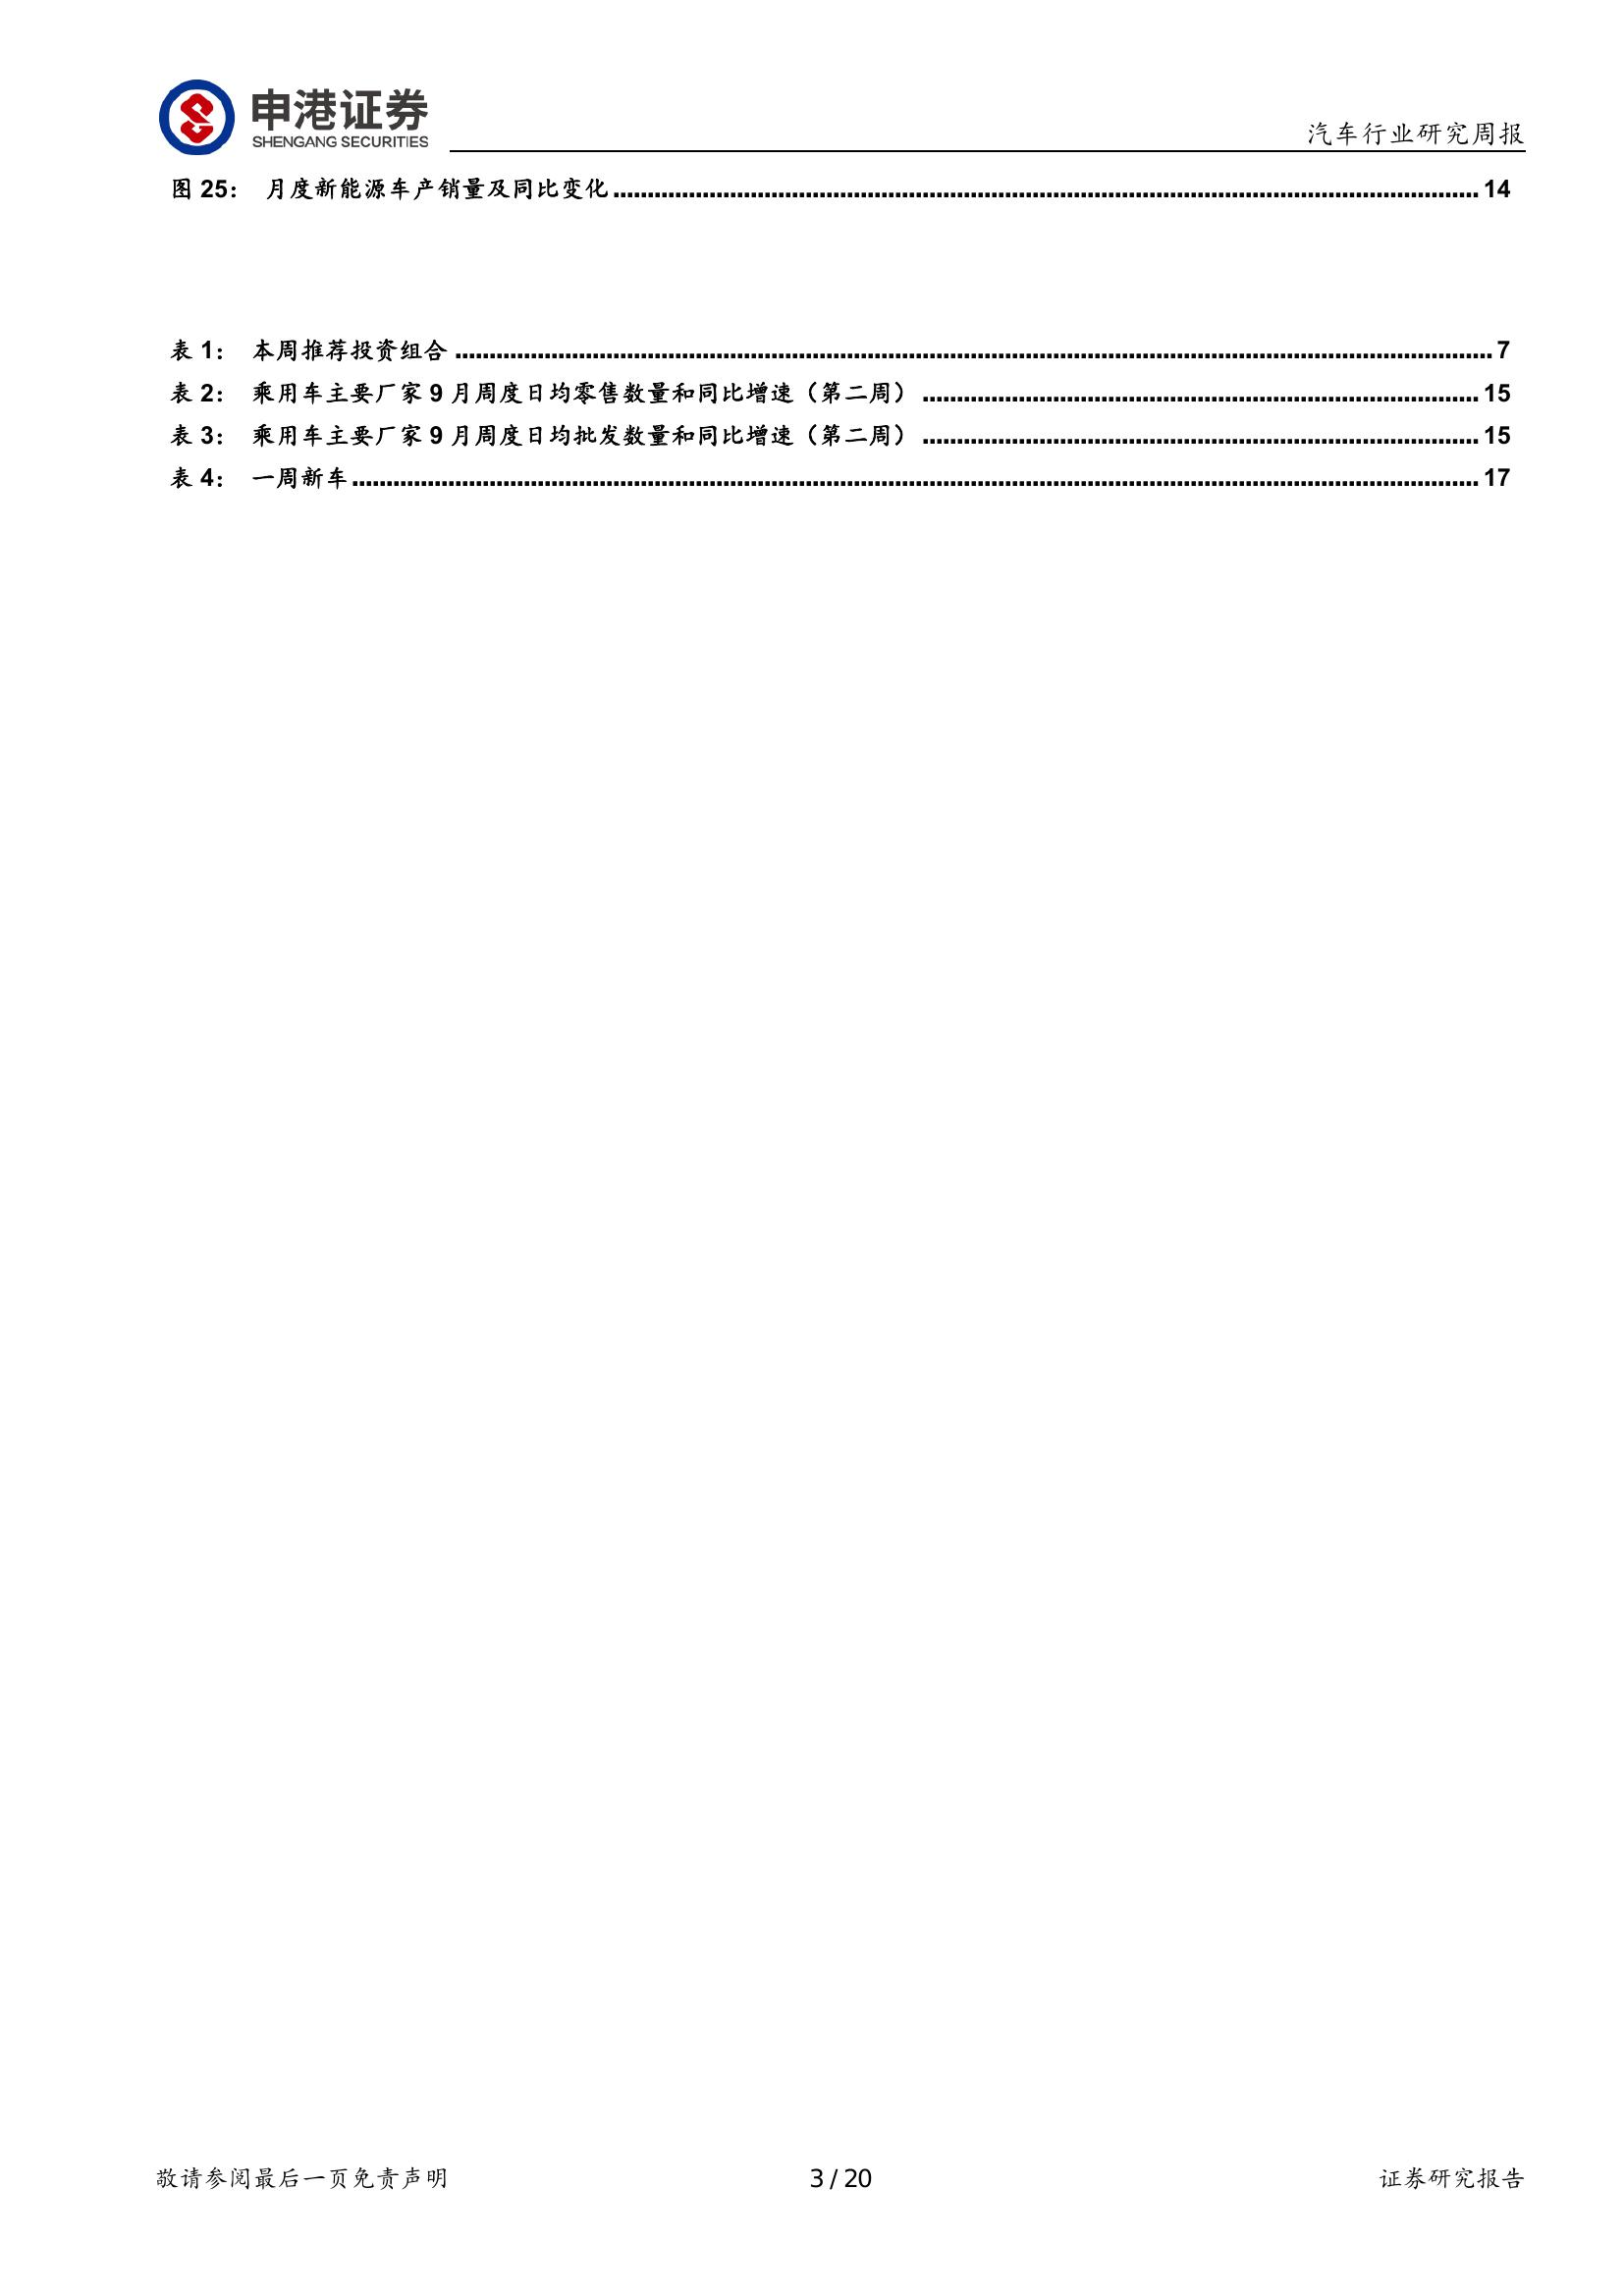 申港证券
SHENGANG SECURITIES
汽车行业研究周报
图 25： 月度新能源车产销量及同比变化 14
表 1： 本周推荐投资组合 7
表 2： 乘用车主要厂家 9 月周度日均零售数量和同比增速（第二周） 15
表 3： 乘用车主要厂家 9 月周度日均批发数量和同比增速（第二周） 15
表 4： 一周新车 17
敬请参阅最后一页免责声明 3 / 20 证券研究报告